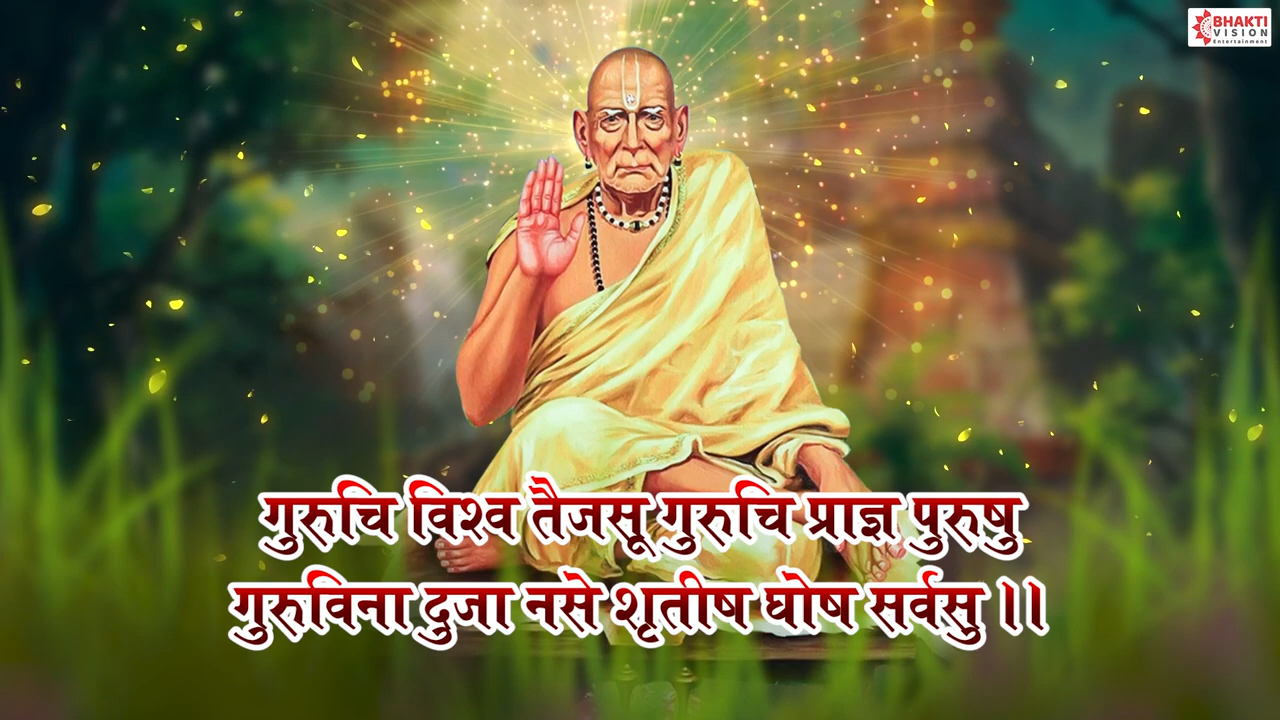 BHAKTI
VISION
Entertainment
गुरुचि विश्व तैजसू गुरुचि प्राज्ञ पुरुषु
गुरुविना दुजा नसे श्रृतीष घोष सर्वसु ।।